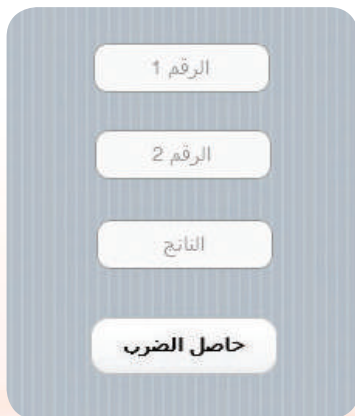 الرقم 1
الرقم 2
الناتج
حاصل الضرب